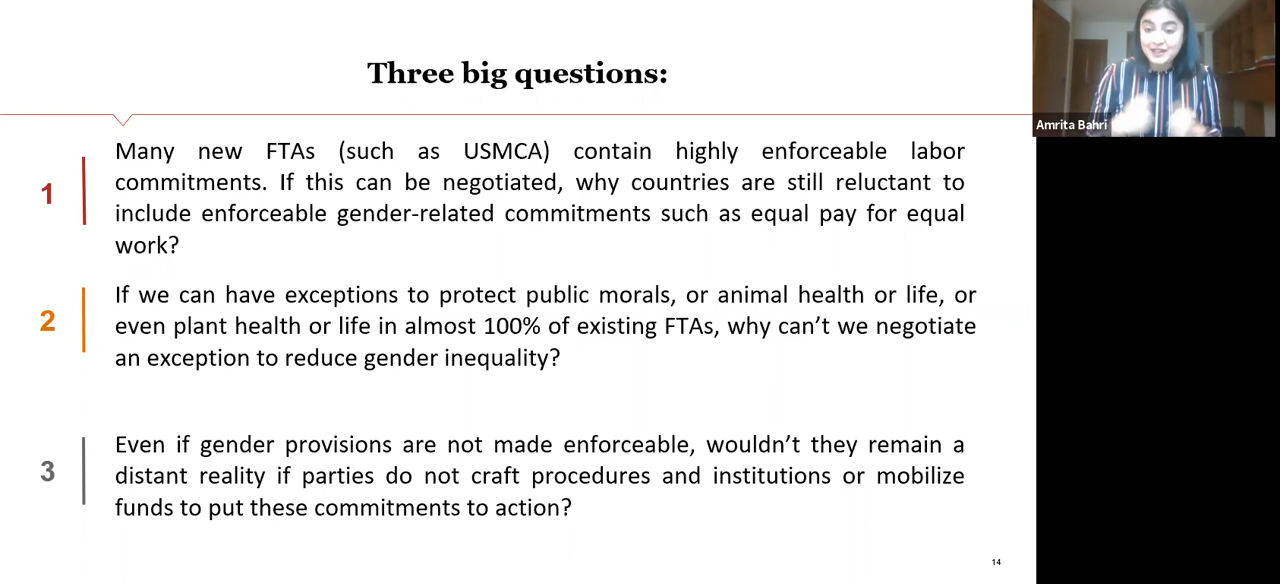 Three big questions:
Amrita Bahri
1
Many new FTAs (such as USMCA) contain highly enforceable labor
commitments. If this can be negotiated, why countries are still reluctant to
include enforceable gender-related commitments such as equal pay for equal
work?
2
If we can have exceptions to protect public morals, or animal health or life, or
even plant health or life in almost 100% of existing FTAs, why can’t we negotiate
an exception to reduce gender inequality?
3
Even if gender provisions are not made enforceable, wouldn’t they remain a
distant reality if parties do not craft procedures and institutions or mobilize
funds to put these commitments to action?
14